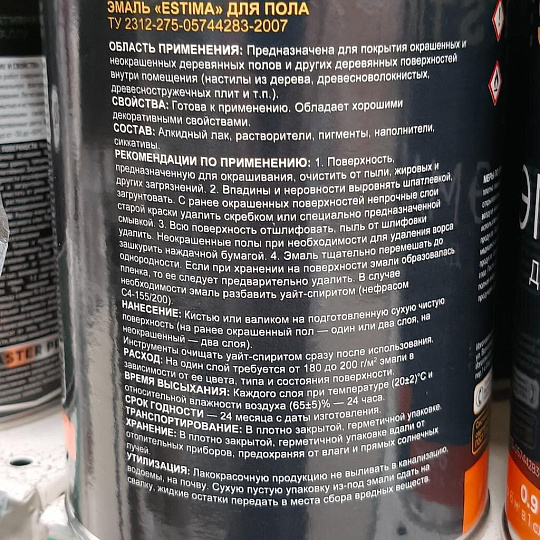 ЭМАЛЬ «ESTIMA» ДЛЯ ПОЛА
ТУ 2312-275-05744283-2007
ОБЛАСТЬ ПРИМЕНЕНИЯ: Предназначена для покрытия окрашенных и
неокрашенных деревянных полов и других деревянных поверхностей
внутри помещения (настилы из дерева, древесноволокнистых,
древесностружечных плит и т.п.).
СВОЙСТВА: Готова к применению. Обладает хорошими
декоративными свойствами.
СОСТАВ: Алкидный лак, растворители, пигменты, наполнители,
сиккативы.
РЕКОМЕНДАЦИИ ПО ПРИМЕНЕНИЮ: 1. Поверхность,
предназначенную для окрашивания, очистить от пыли, жировых и
других загрязнений. 2. Впадины и неровности выровнять шпатлевкой,
загрунтовать. С ранее окрашенных поверхностей непрочные слои
старой краски удалить скребком или специально предназначенной
смывкой. 3. Всю поверхность отшлифовать, пыль от шлифовки
удалить. Неокрашенные полы при необходимости для удаления ворса
зашкурить наждачной бумагой. 4. Эмаль тщательно перемешать до
однородности. Если при хранении на поверхности эмали образовалась
пленка, то ее следует предварительно удалить. В случае
необходимости эмаль разбавить уайт-спиритом (нефрасом
С4-155/200).
НАНЕСЕНИЕ: Кистью или валиком на подготовленную сухую чистую
поверхность (на ранее окрашенный пол — один или два слоя, на
неокрашенный — два слоя).
Инструменты очищать уайт-спиритом сразу после использования.
РАСХОД: На один слой требуется от 180 до 200 г/м² эмали в
зависимости от ее цвета, типа и состояния поверхности.
ВРЕМЯ ВЫСЫХАНИЯ: Каждого слоя при температуре (20±2)°С и
относительной влажности воздуха (65±5)% — 24 часа.
СРОК ГОДНОСТИ — 24 месяца с даты изготовления.
ТРАНСПОРТИРОВАНИЕ: В плотно закрытой, герметичной упаковке.
ХРАНЕНИЕ: В плотно закрытой, герметичной упаковке вдали от
отопительных приборов, предохраняя от влаги и прямых солнечных
лучей.
УТИЛИЗАЦИЯ: Лакокрасочную продукцию не выливать в канализацию,
водоемы, на почву. Сухую пустую упаковку из-под эмали сдать на
свалку, жидкие остатки передать в места сбора вредных веществ.
0.9